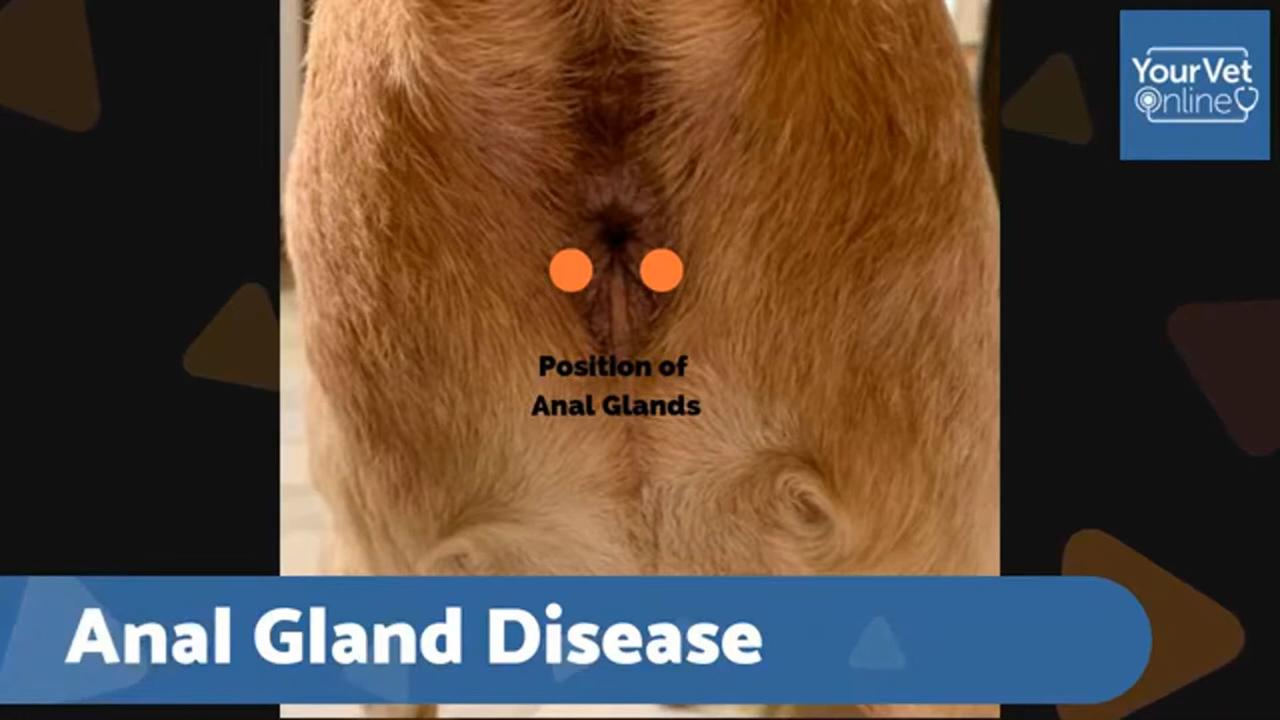 YourVet
Online
Position of
Anal Glands
Anal Gland Disease